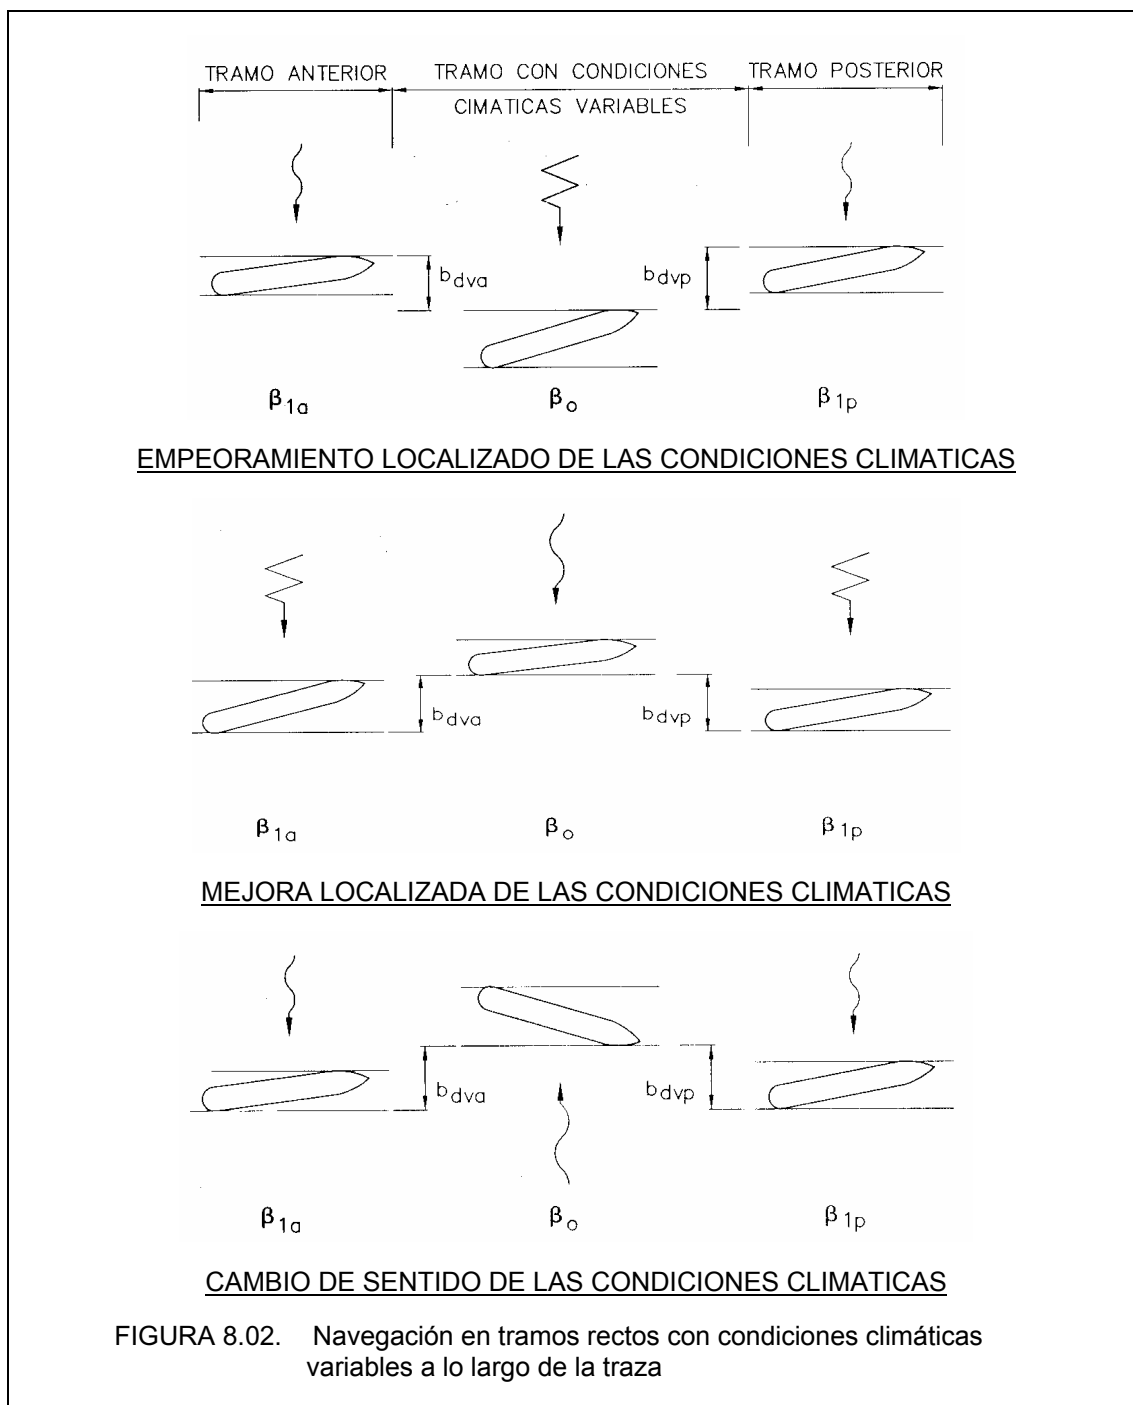 TRAMO ANTERIOR
TRAMO CON CONDICIONES
TRAMO POSTERIOR
CIMATICAS VARIABLES
b dva
b dvp
β 1a
β o
β 1p
EMPEORAMIENTO LOCALIZADO DE LAS CONDICIONES CLIMATICAS
b dva
b dvp
β 1a
β o
β 1p
MEJORA LOCALIZADA DE LAS CONDICIONES CLIMATICAS
b dva
b dvp
β 1a
β o
β 1p
CAMBIO DE SENTIDO DE LAS CONDICIONES CLIMATICAS
FIGURA 8.02. Navegación en tramos rectos con condiciones climáticas
variables a lo largo de la traza